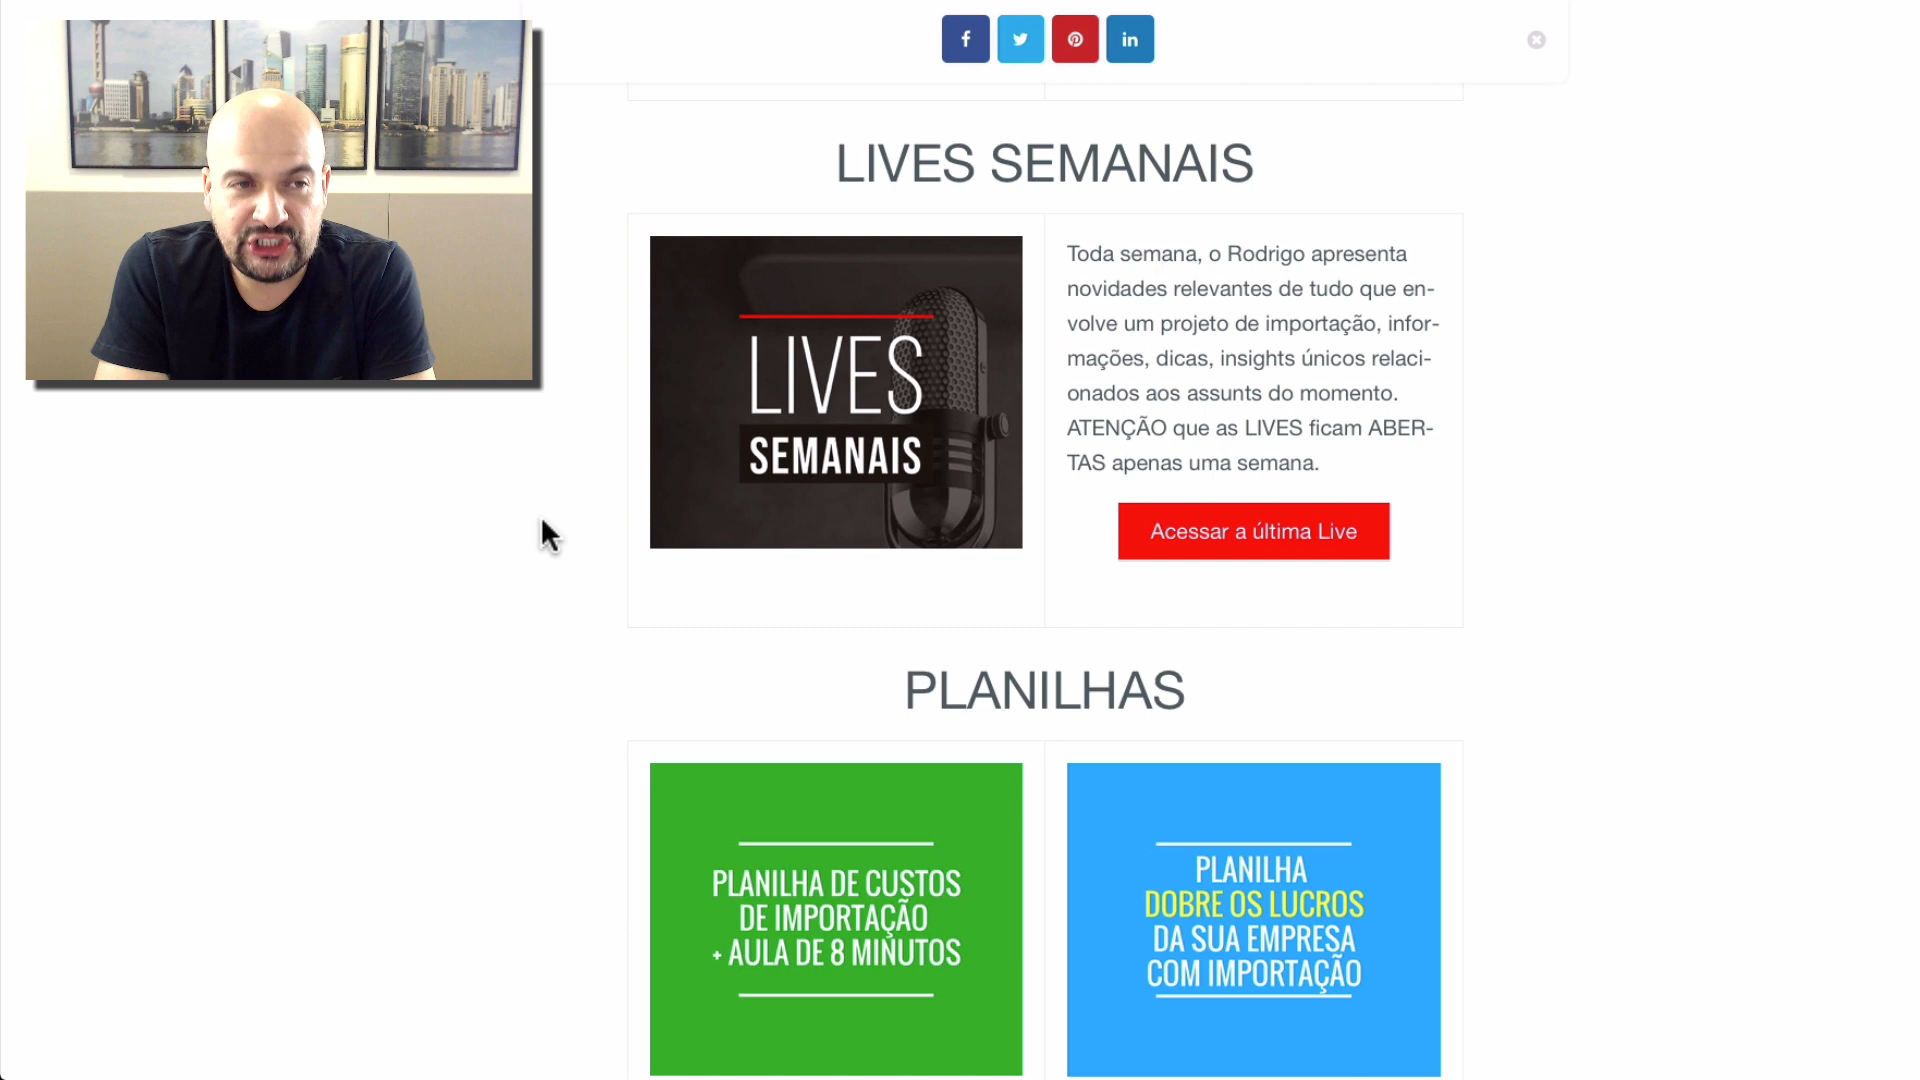 LIVES SEMANAIS
LIVES
SEMANAIS
Toda semana, o Rodrigo apresenta
novidades relevantes de tudo que en-
volve um projeto de importação, infor-
mações, dicas, insights únicos relaci-
onados aos assunts do momento.
ATENÇÃO que as LIVES ficam ABER-
TAS apenas uma semana.
Acessar a última Live
PLANILHAS
PLANILHA DE CUSTOS
DE IMPORTAÇÃO
+ AULA DE 8 MINUTOS
PLANILHA
DOBRE OS LUCROS
DA SUA EMPRESA
COM IMPORTAÇÃO